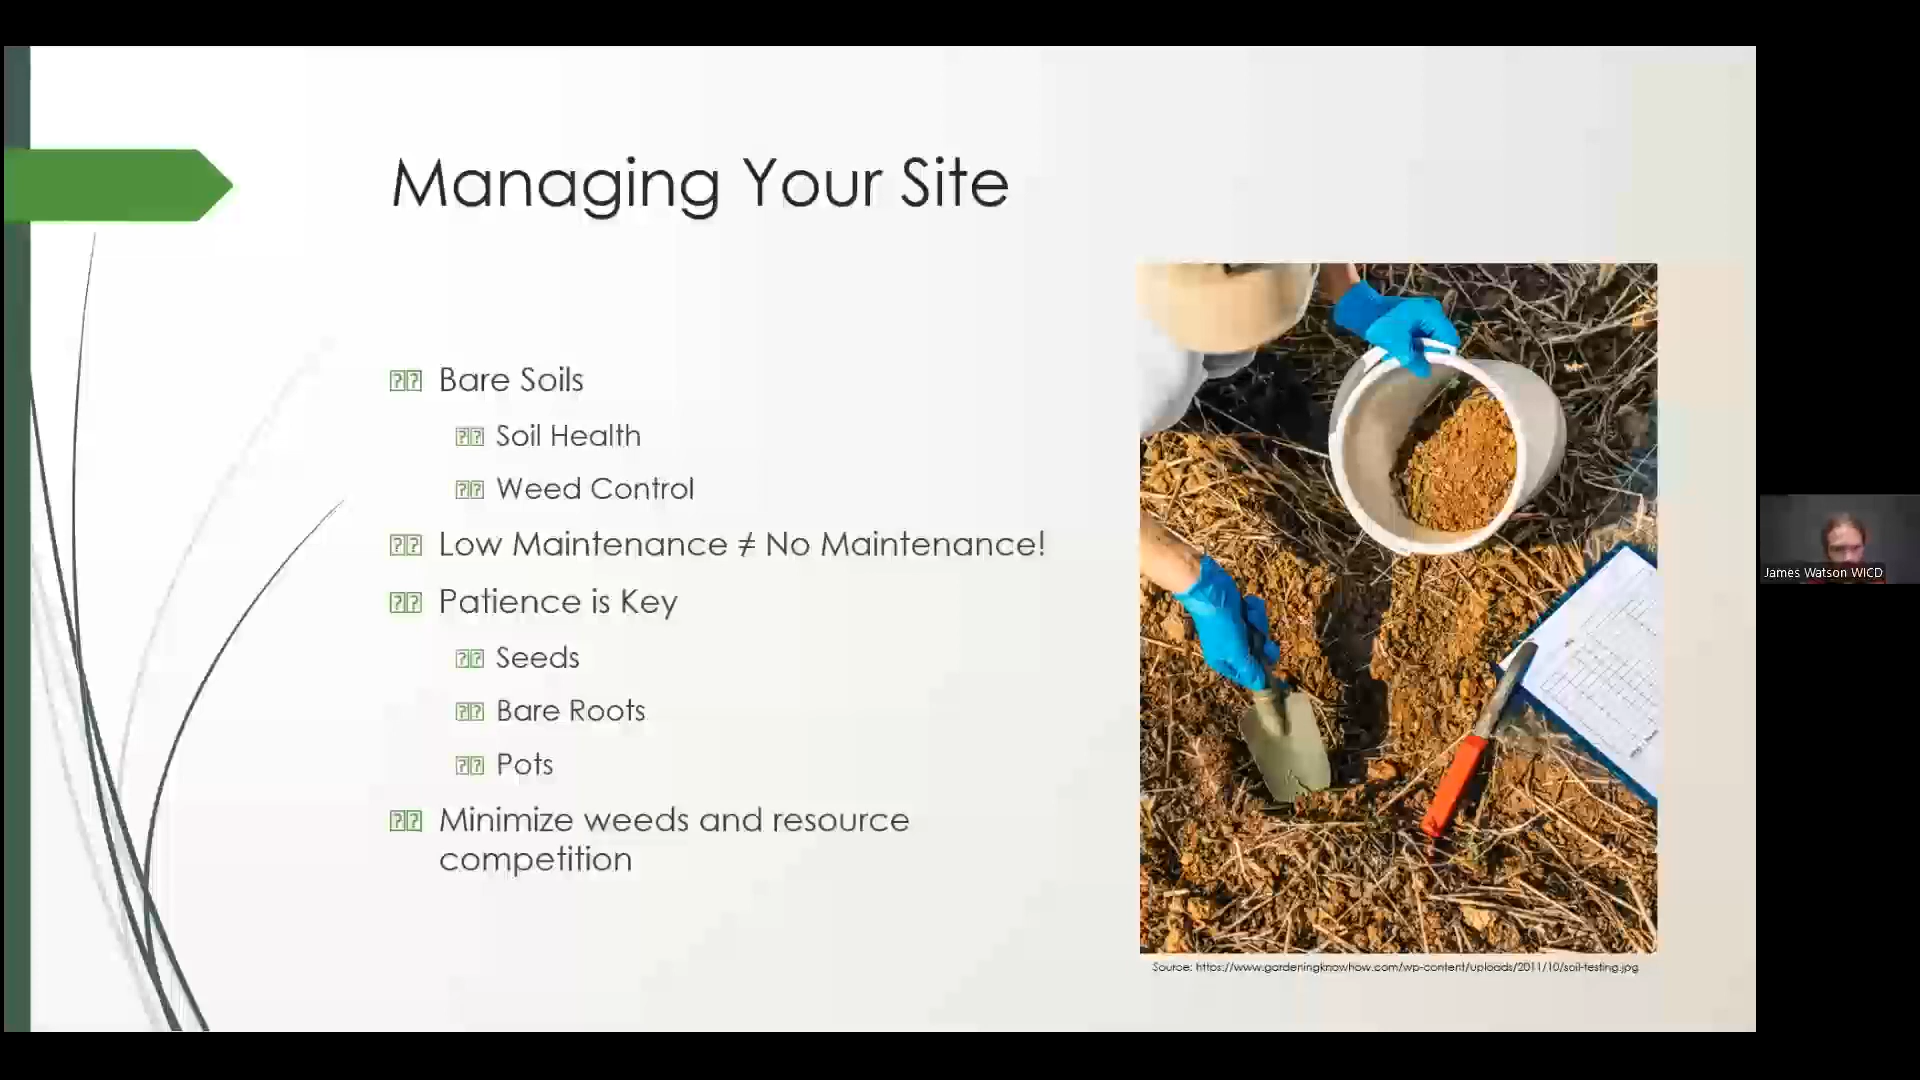 Managing Your Site
Bare Soils
Soil Health
Weed Control
Low Maintenance ≠ No Maintenance!
Patience is Key
Seeds
Bare Roots
Pots
Minimize weeds and resource
competition
Source: https://www.gardeningknowhow.com/wp-content/uploads/2011/10/soil-testing.jpg
James Watson WICD